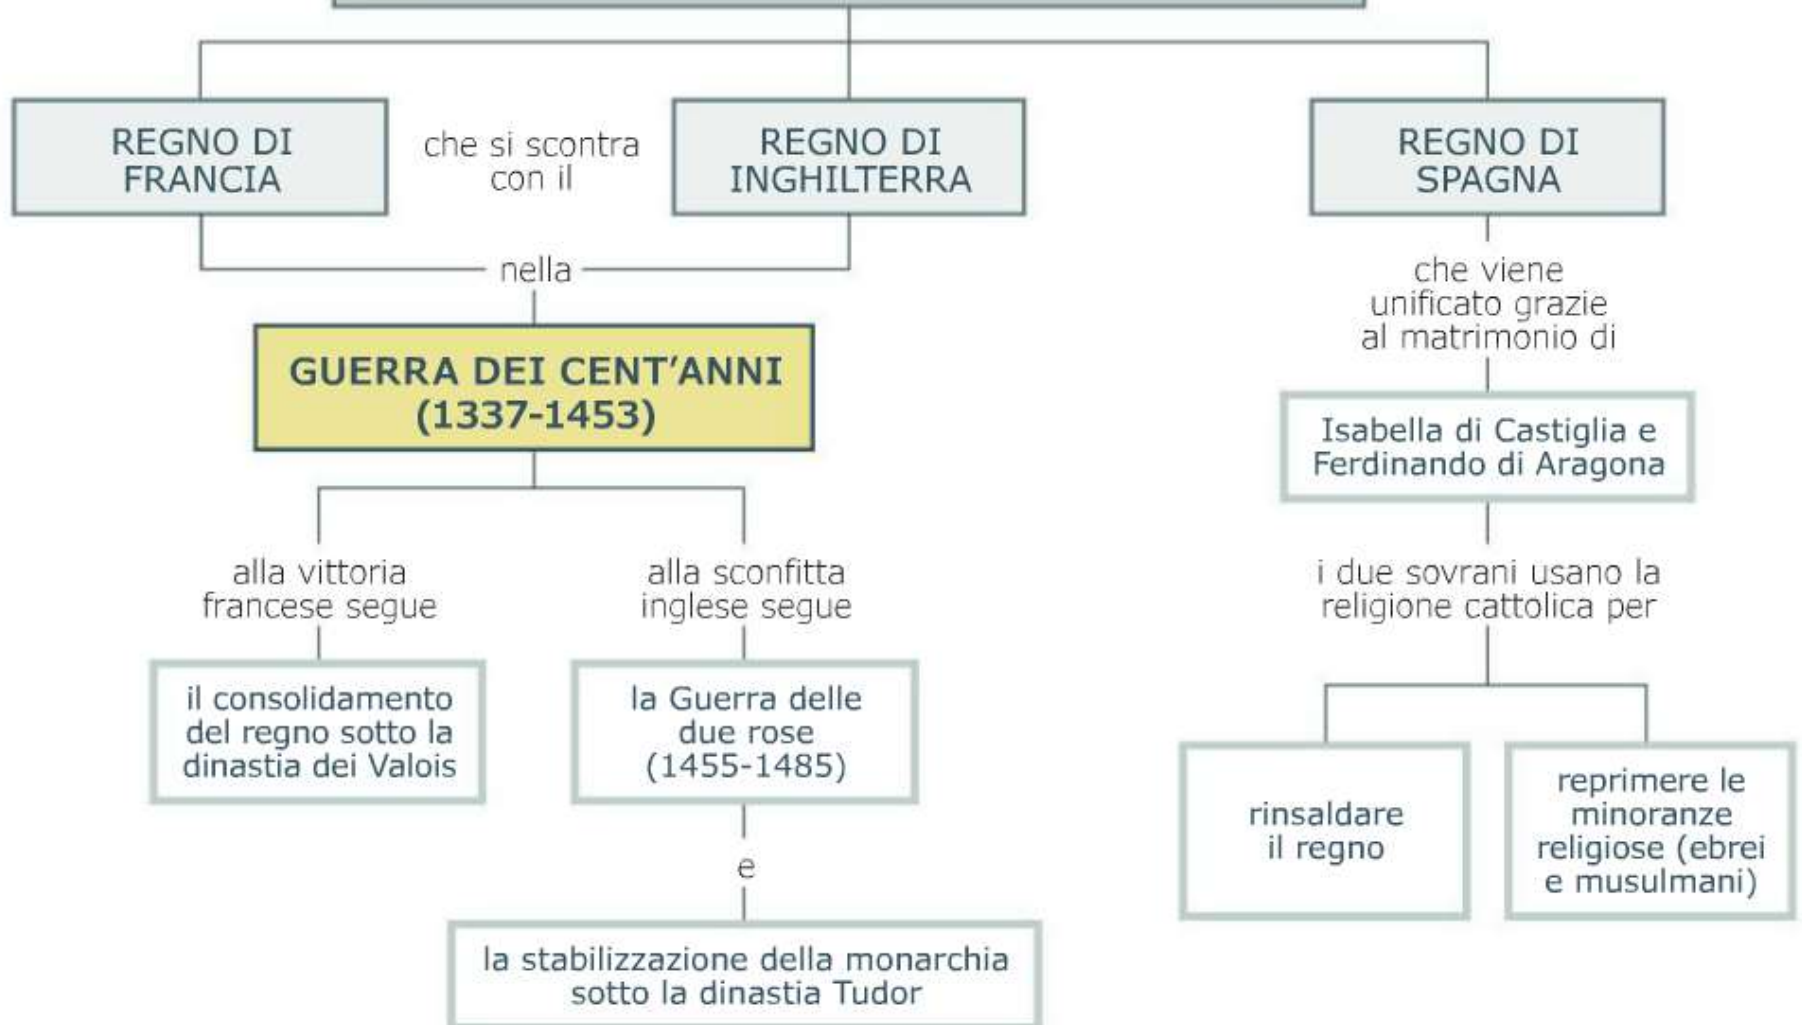 REGNO DI
FRANCIA
che si scontra
con il
REGNO DI
INGHILTERRA
REGNO DI
SPAGNA
nella
che viene
unificato grazie
al matrimonio di
GUERRA DEI CENT'ANNI
(1337-1453)
Isabella di Castiglia e
Ferdinando di Aragona
alla vittoria
francese segue
alla sconfitta
inglese segue
i due sovrani usano la
religione cattolica per
il consolidamento
del regno sotto la
dinastia dei Valois
la Guerra delle
due rose
(1455-1485)
rinsaldare
il regno
reprimere le
minoranze
religiose (ebrei
e musulmani)
e
la stabilizzazione della monarchia
sotto la dinastia Tudor